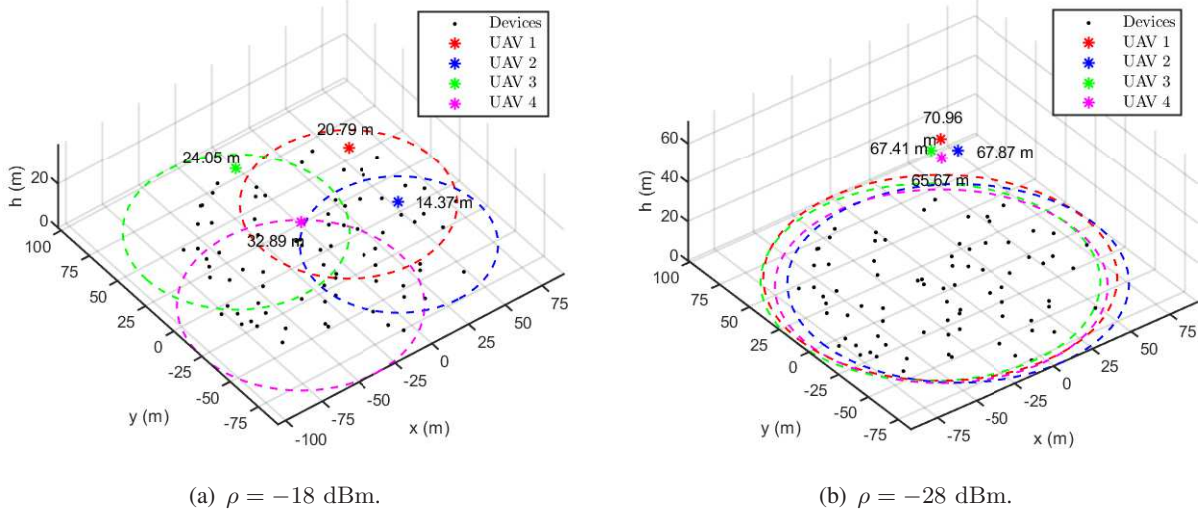 Devices
UAV 1
UAV 2
UAV 3
UAV 4
20.79 m
24.05 m
14.37 m
32.89 m
h (m)
20
0
100
75
50
25
0
-25
-50
-75
y (m)
-100
-75
-50
-25
0
25
50
75
x (m)
(a) ρ = −18 dBm.
Devices
UAV 1
UAV 2
UAV 3
UAV 4
70.96
m
67.41 m
67.87 m
65.67 m
h (m)
60
40
20
0
100
75
50
25
0
-25
-50
-75
y (m)
-75
-50
-25
0
25
50
75
x (m)
(b) ρ = −28 dBm.